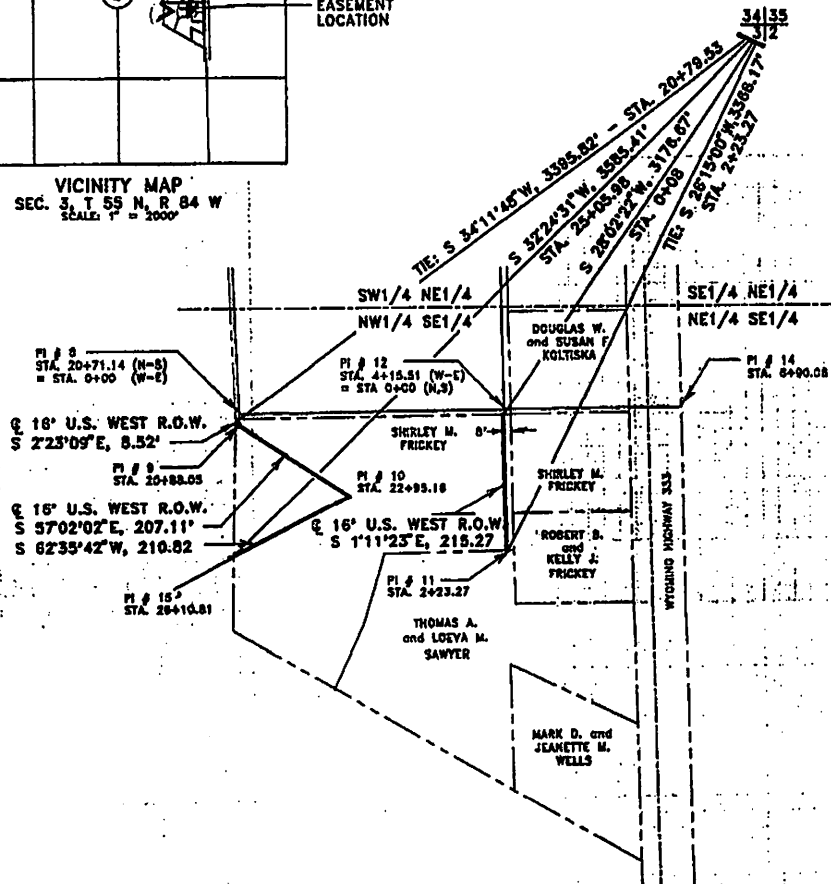 EASEMENT
LOCATION
VICINITY MAP
SEC. 3, T 55 N, R 84 W
SCALE: 1" = 2000'
34 35
3 2
TIE: S 34°11'48"W, 3395.82' - STA. 20+79.53
S 32°24'31"W, 3585.41'
STA. 25+05.98
S 28°02'22"W, 3176.67'
STA. 0+08
TIE: S 26°15'00"W, 3366.17'
STA. 2+23.27
SW1/4 NE1/4
NW1/4 SE1/4
SE1/4 NE1/4
NE1/4 SE1/4
DOUGLAS W.
and SUSAN F.
KOLTISKA
PI # 8
STA. 20+71.14 (N-S)
= STA. 0+00 (W-E)
PI # 12
STA. 4+15.51 (W-E)
= STA 0+00 (N,S)
PI # 14
STA. 6+90.08
℄ 16' U.S. WEST R.O.W.
S 2°23'09"E, 8.52'
SHIRLEY M.
FRICKEY
8'
PI # 9
STA. 20+88.05
PI # 10
STA. 22+95.16
SHIRLEY M.
FRICKEY
℄ 16' U.S. WEST R.O.W.
S 57°02'02"E, 207.11'
S 62°35'42"W, 210.82
℄ 16' U.S. WEST R.O.W.
S 1°11'23"E, 215.27
ROBERT B.
and
KELLY J.
FRICKEY
WYOMING HIGHWAY 333
PI # 15
STA. 26+10.81
PI # 11
STA. 2+23.27
THOMAS A.
and LOEYA M.
SAWYER
MARK D. and
JEANETTE M.
WELLS